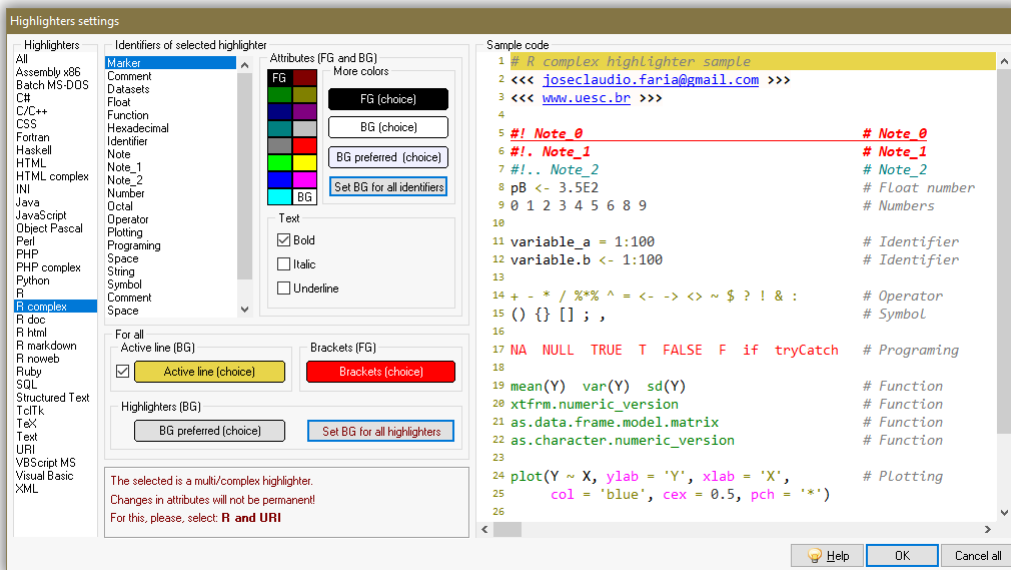 Highlighters settings
Highlighters
All
Assembly x86
Batch MS-DOS
C#
C/C++
CSS
Fortran
Haskell
HTML
HTML complex
INI
Java
JavaScript
Object Pascal
Perl
PHP
PHP complex
Python
R
R complex
R doc
R html
R markdown
R noweb
Ruby
SQL
Structured Text
TclTk
TeX
Text
URI
VBScript MS
Visual Basic
XML
Identifiers of selected highlighter
Marker
Comment
Datasets
Float
Function
Hexadecimal
Identifier
Note
Note_1
Note_2
Number
Octal
Operator
Plotting
Programing
Space
String
Symbol
Comment
Space
Attributes (FG and BG)
FG
BG
More colors
FG (choice)
BG (choice)
BG preferred (choice)
Set BG for all identifiers
Text
Bold
Italic
Underline
For all
Active line (BG)
Active line (choice)
Brackets (FG)
Brackets (choice)
Highlighters (BG)
BG preferred (choice)
Set BG for all highlighters
The selected is a multi/complex highlighter.
Changes in attributes will not be permanent!
For this, please, select: R and URI
Sample code
1 # R complex highlighter sample
2 <<< joseclaudio.faria@gmail.com >>>
3 <<< www.uesc.br >>>
4
5 #! Note_0 # Note_0
6 #!. Note_1 # Note_1
7 #!.. Note_2 # Note_2
8 pB <- 3.5E2 # Float number
9 0 1 2 3 4 5 6 8 9 # Numbers
10
11 variable_a = 1:100 # Identifier
12 variable.b <- 1:100 # Identifier
13
14 + - * / %*% ^ = <- -> <> ~ $ ? ! & : # Operator
15 () {} [] ; , # Symbol
16
17 NA NULL TRUE T FALSE F if tryCatch # Programing
18
19 mean(Y) var(Y) sd(Y) # Function
20 xtfrm.numeric_version # Function
21 as.data.frame.model.matrix # Function
22 as.character.numeric_version # Function
23
24 plot(Y ~ X, ylab = 'Y', xlab = 'X', # Plotting
25 col = 'blue', cex = 0.5, pch = '*')
26
Help
OK
Cancel all